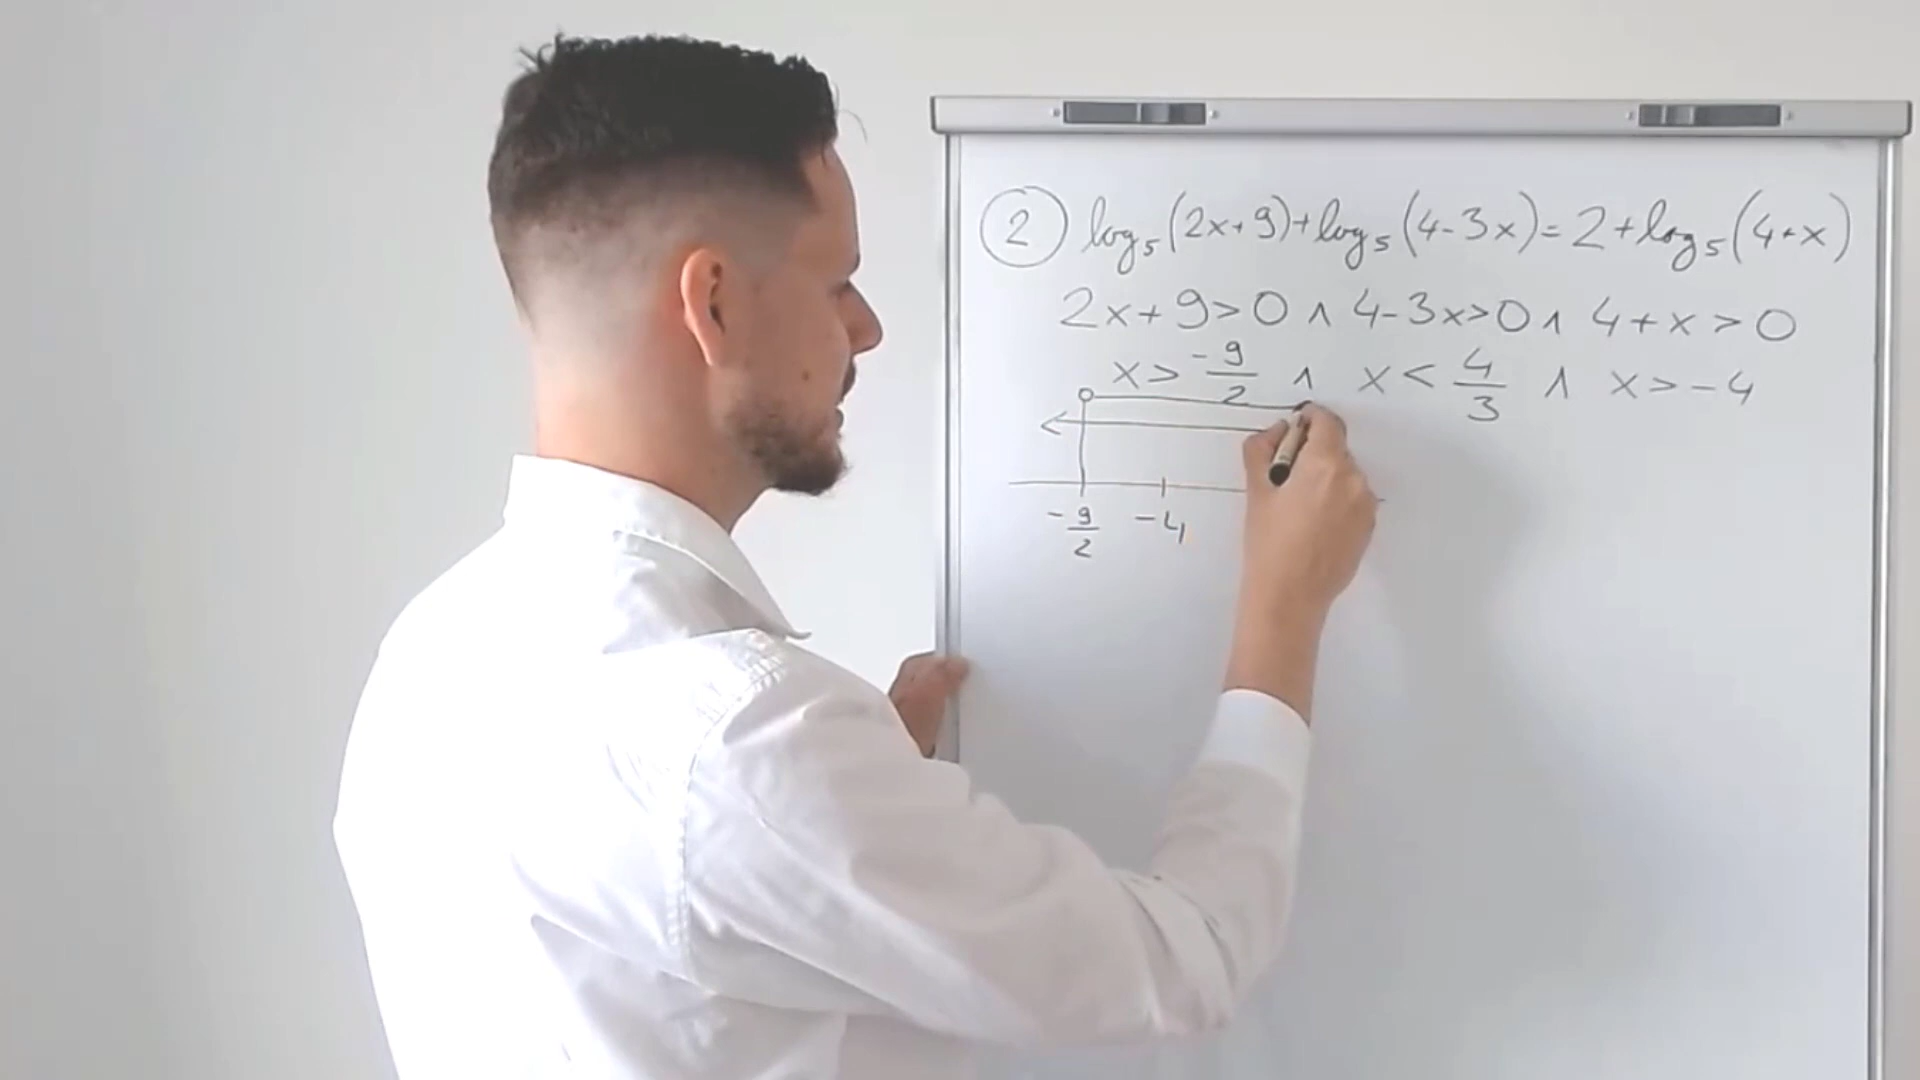 2 log₅(2x+9)+log₅(4-3x)=2+log₅(4+x)
2x+9>0 ∧ 4-3x>0 ∧ 4+x>0
x>-9/2 ∧ x<4/3 ∧ x>-4
-9/2 -4